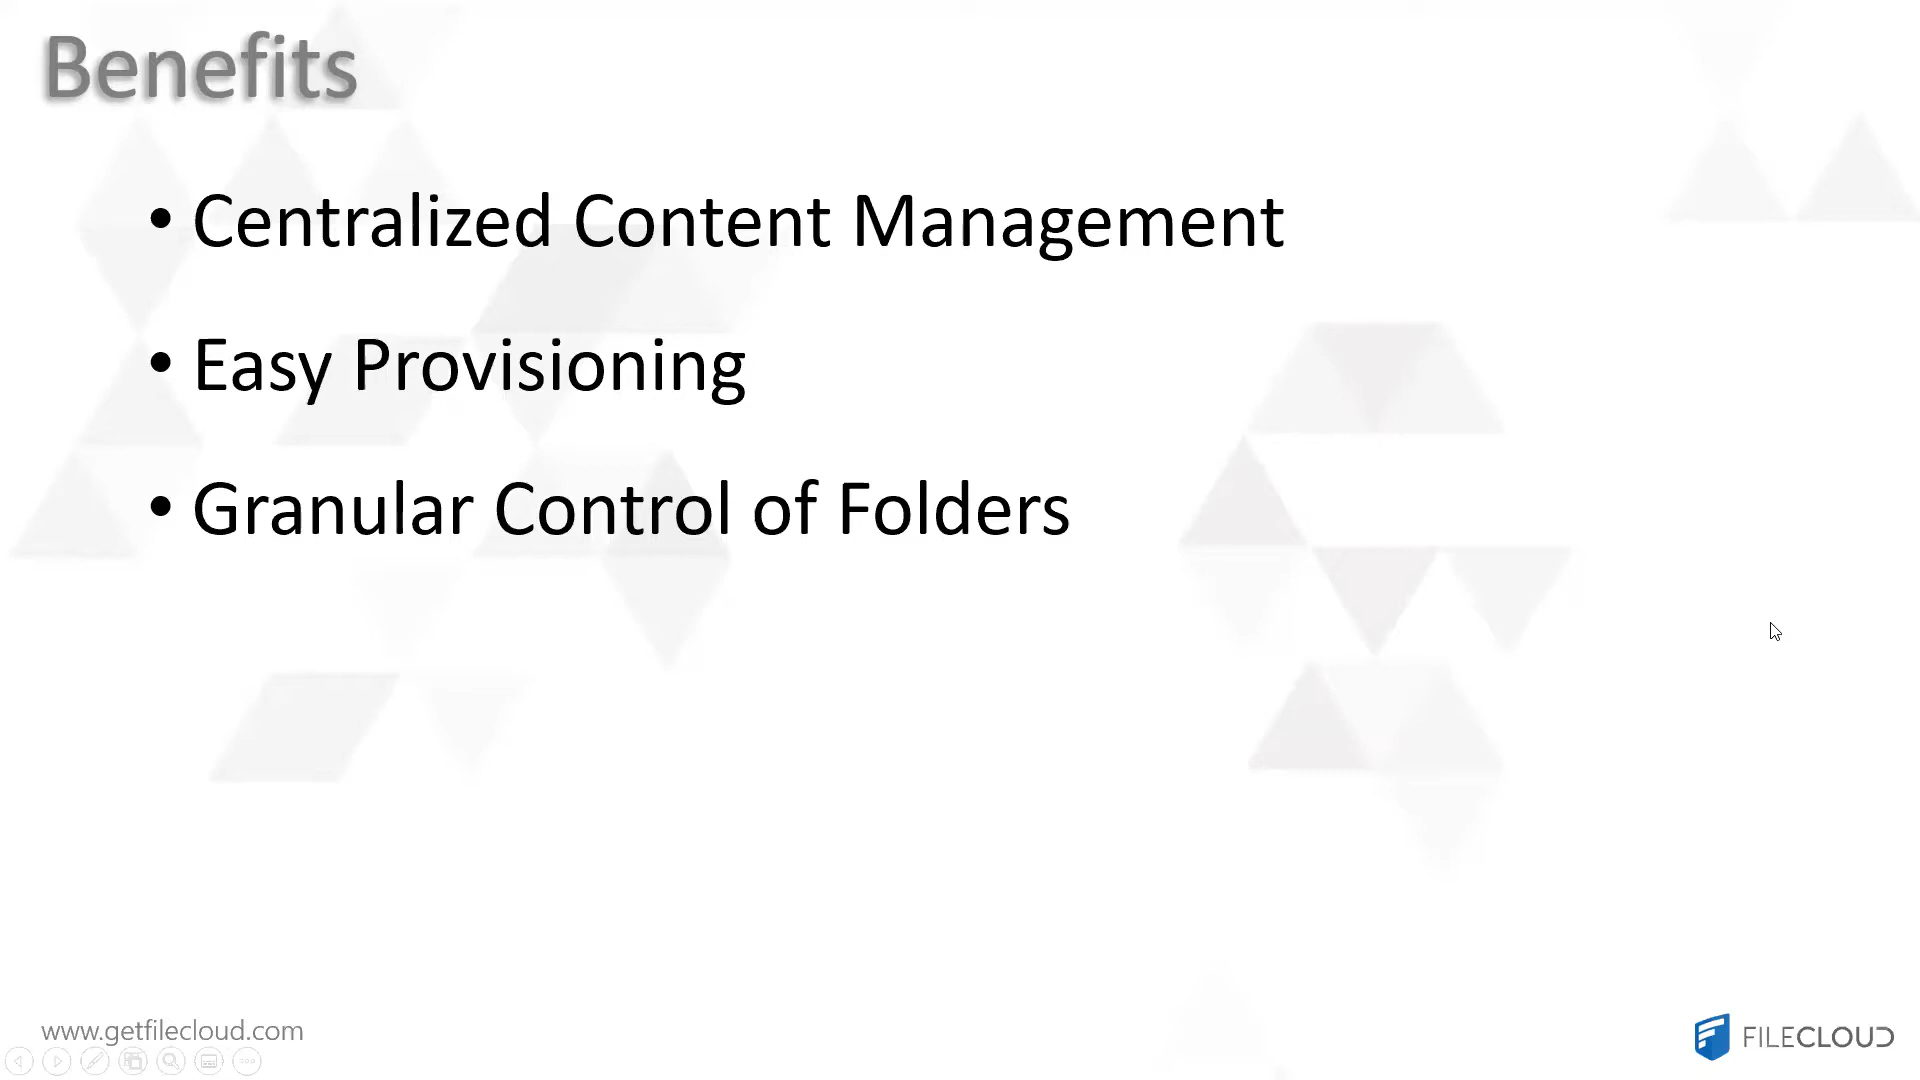 Benefits
• Centralized Content Management
• Easy Provisioning
• Granular Control of Folders
www.getfilecloud.com
FILECLOUD